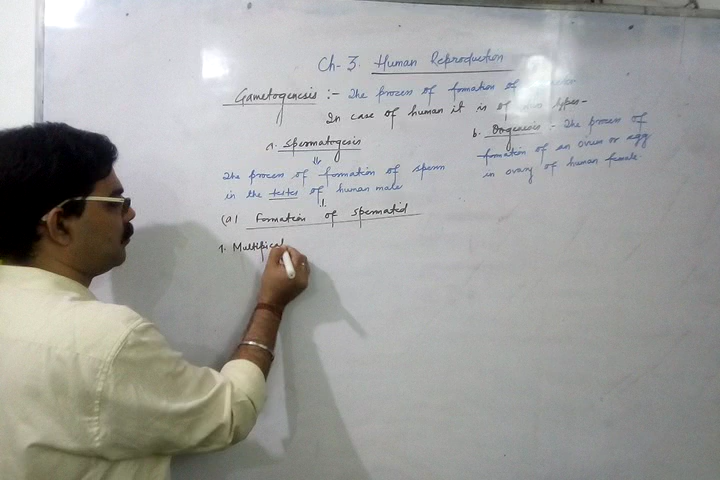 Ch-3. Human Reproduction
Gametogenesis :- The process of formation of
In case of human it is of types -
a. Spermatogesis
The process of formation of sperm
in the testes of human male
(a) Formation of spermatid
1. Multiplicat
b. Oogenesis :- The process of
formation of an ovum or egg
in ovary of human female.